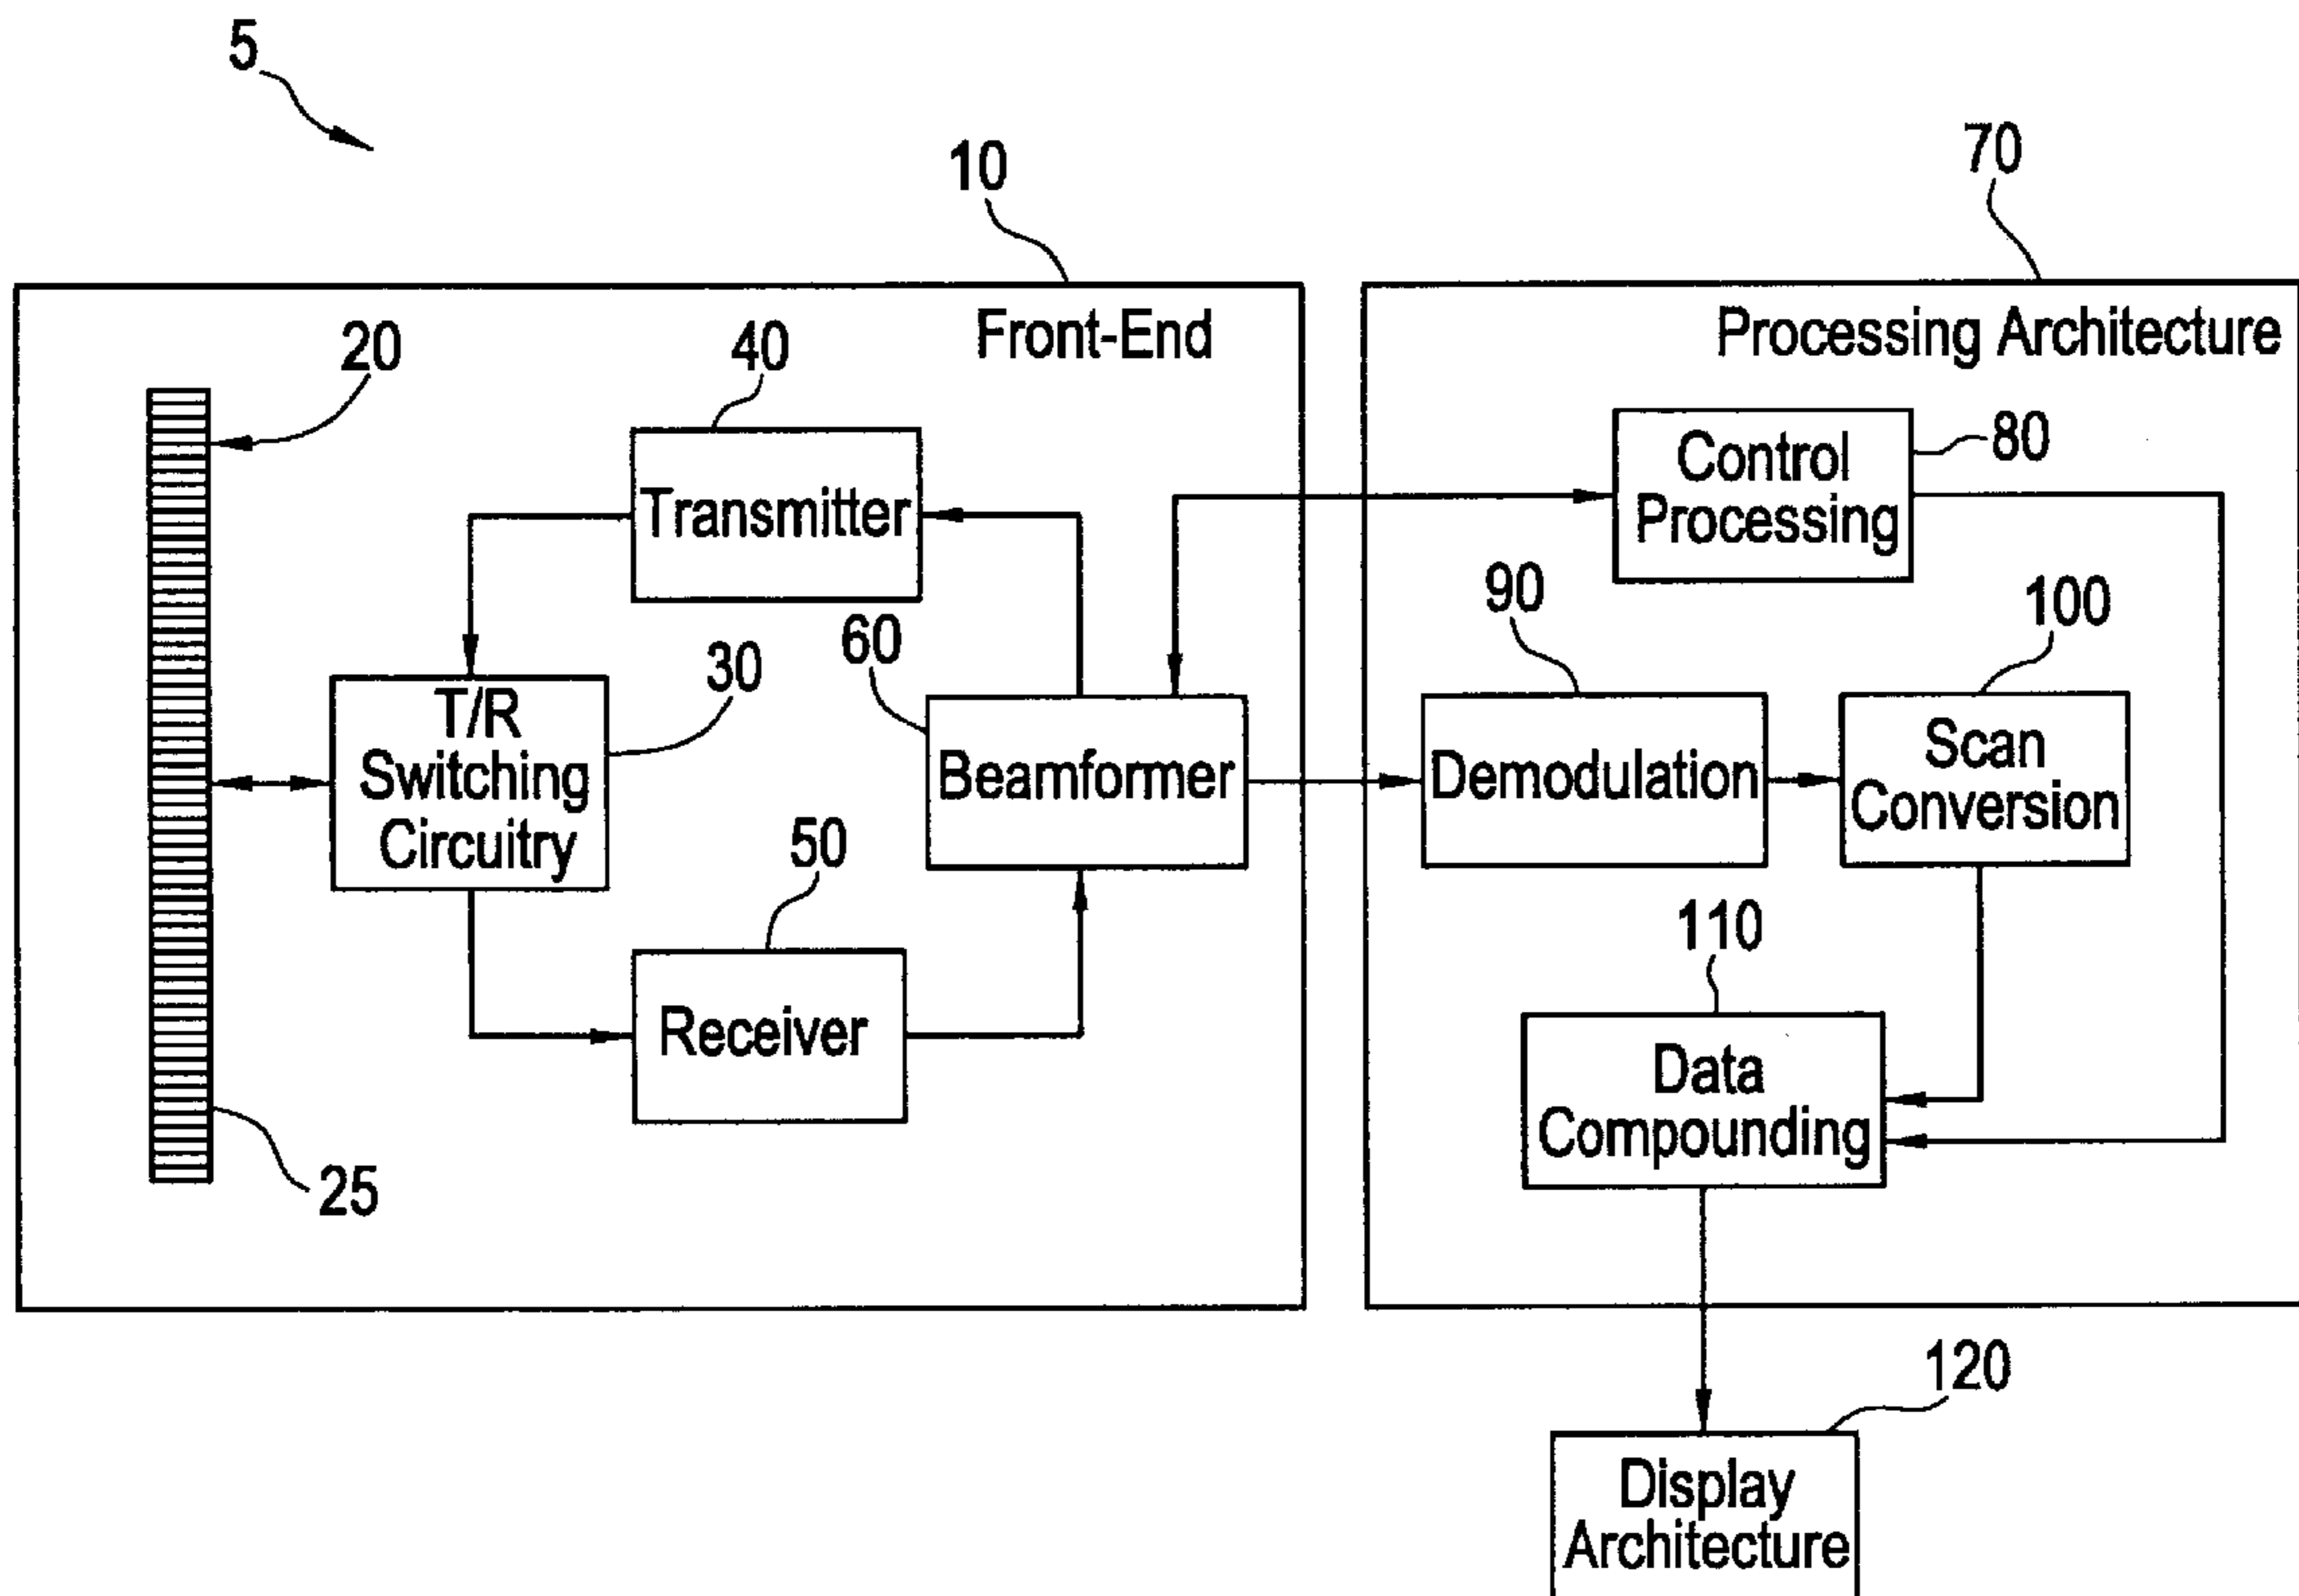 5
10
70
Front-End
Processing Architecture
20
40
Transmitter
Control
Processing
80
90
100
60
30
T/R
Switching
Circuitry
Beamformer
Demodulation
Scan
Conversion
50
110
Receiver
Data
Compounding
25
120
Display
Architecture